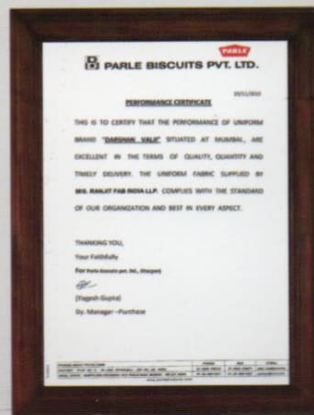 PARLE
PARLE BISCUITS PVT. LTD.
PERFORMANCE CERTIFICATE
THIS IS TO CERTIFY THAT THE PERFORMANCE OF UNIFORM
BRAND "DARSHAN VALJI" SITUATED AT MUMBAI, ARE
EXCELLENT IN THE TERMS OF QUALITY, QUANTITY AND
TIMELY DELIVERY. THE UNIFORM FABRIC SUPPLIED BY
M/S. RANJIT FAB INDIA LLP. COMPLIES WITH THE STANDARD
OF OUR ORGANIZATION AND BEST IN EVERY ASPECT.
THANKING YOU,
Your Faithfully
For Parle Biscuits pvt.
(Yogesh Gupta)
Dy. Manager -Purchase